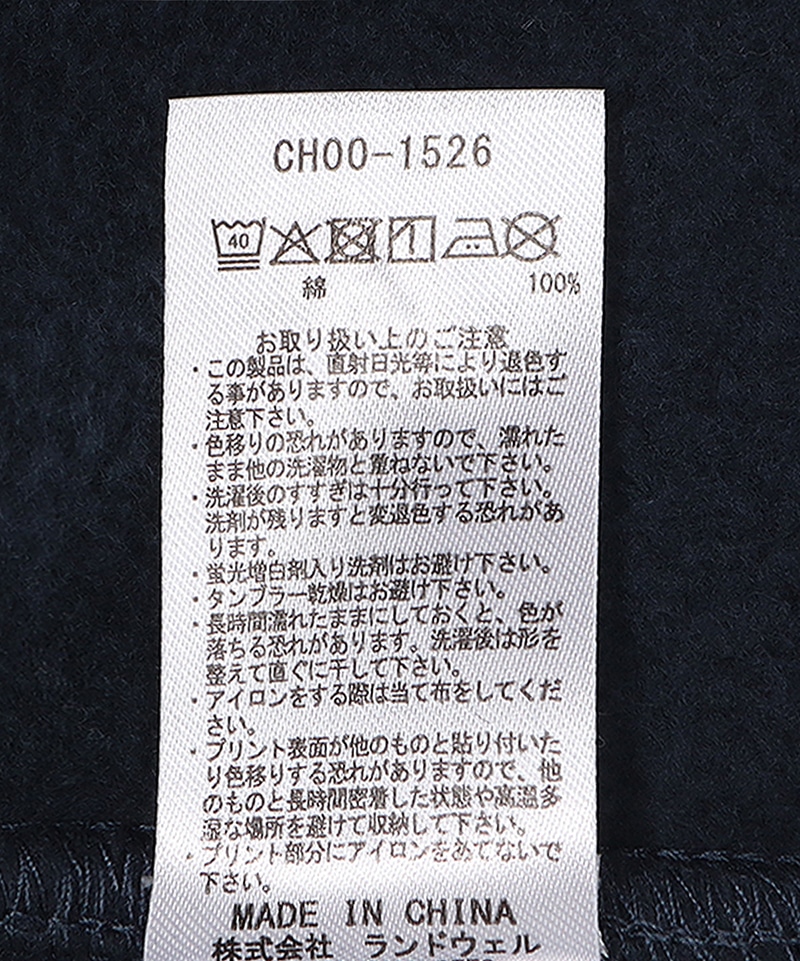 CH00-1526
40
綿 100%
お取り扱い上のご注意
・この製品は、直射日光等により退色す
る事がありますので、お取扱いにはご
注意下さい。
・色移りの恐れがありますので、濡れた
まま他の洗濯物と重ねないで下さい。
・洗濯後のすすぎは十分行って下さい。
洗剤が残りますと変退色する恐れがあ
ります。
・蛍光増白剤入り洗剤はお避け下さい。
・タンブラー乾燥はお避け下さい。
・長時間濡れたままにしておくと、色が
落ちる恐れがあります。洗濯後は形を
整えて直ぐに干して下さい。
・アイロンをする際は当て布をしてくだ
さい。
・プリント表面が他のものと貼り付いた
り色移りする恐れがありますので、他
のものと長時間密着した状態や高温多
湿な場所を避けて収納して下さい。
・プリント部分にアイロンをあてないで
下さい。
MADE IN CHINA
株式会社 ランドウェル